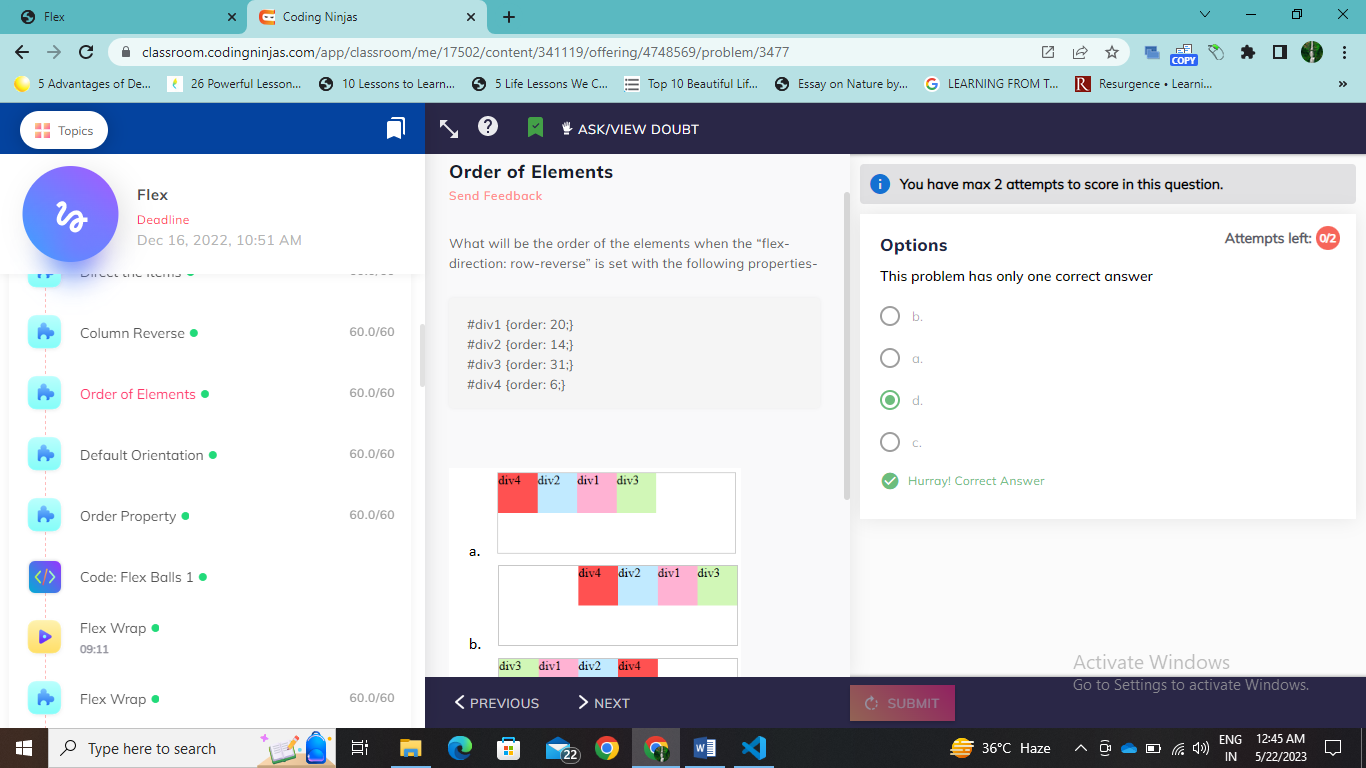 Flex
Coding Ninjas
classroom.codingninjas.com/app/classroom/me/17502/content/341119/offering/4748569/problem/3477
COPY
5 Advantages of De...
26 Powerful Lesson...
10 Lessons to Learn...
5 Life Lessons We C...
Top 10 Beautiful Lif...
Essay on Nature by...
LEARNING FROM T...
R
Resurgence • Learni...
»
Topics
ASK/VIEW DOUBT
Flex
Deadline
Dec 16, 2022, 10:51 AM
Direct the Items
60.0/60
Column Reverse
60.0/60
Order of Elements
60.0/60
Default Orientation
60.0/60
Order Property
60.0/60
Code: Flex Balls 1
Flex Wrap
09:11
Flex Wrap
60.0/60
Order of Elements
Send Feedback
What will be the order of the elements when the “flex-
direction: row-reverse” is set with the following properties-
#div1 {order: 20;}
#div2 {order: 14;}
#div3 {order: 31;}
#div4 {order: 6;}
div4 div2 div1 div3
a.
div4 div2 div1 div3
b.
div3 div1 div2 div4
PREVIOUS
NEXT
You have max 2 attempts to score in this question.
Options
Attempts left: 0/2
This problem has only one correct answer
b.
a.
d.
c.
Hurray! Correct Answer
SUBMIT
Activate Windows
Go to Settings to activate Windows.
Type here to search
22
36°C Haze
ENG
IN
12:45 AM
5/22/2023